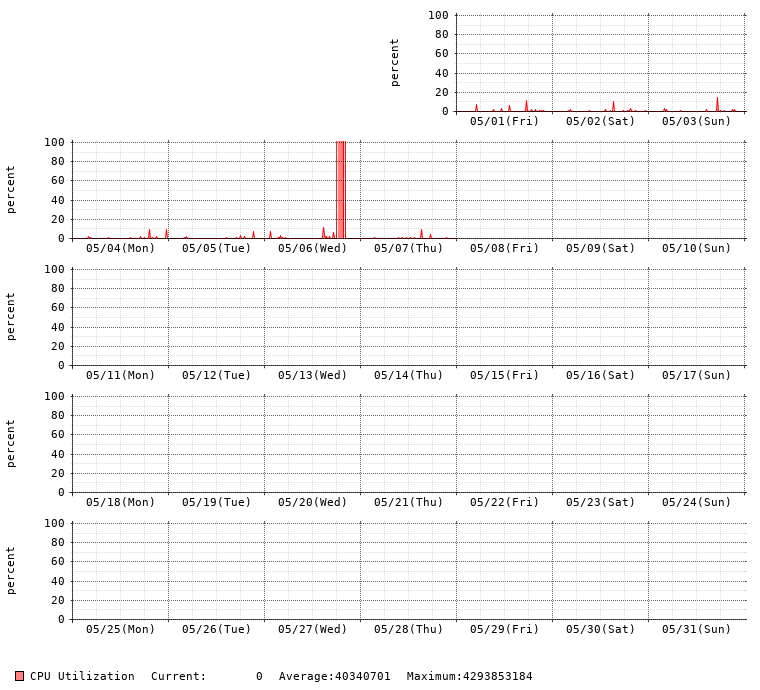 percent
100
80
60
40
20
0
05/01(Fri) 05/02(Sat) 05/03(Sun)
percent
100
80
60
40
20
0
05/04(Mon) 05/05(Tue) 05/06(Wed) 05/07(Thu) 05/08(Fri) 05/09(Sat) 05/10(Sun)
percent
100
80
60
40
20
0
05/11(Mon) 05/12(Tue) 05/13(Wed) 05/14(Thu) 05/15(Fri) 05/16(Sat) 05/17(Sun)
percent
100
80
60
40
20
0
05/18(Mon) 05/19(Tue) 05/20(Wed) 05/21(Thu) 05/22(Fri) 05/23(Sat) 05/24(Sun)
percent
100
80
60
40
20
0
05/25(Mon) 05/26(Tue) 05/27(Wed) 05/28(Thu) 05/29(Fri) 05/30(Sat) 05/31(Sun)
CPU Utilization Current: 0 Average:40340701 Maximum:4293853184